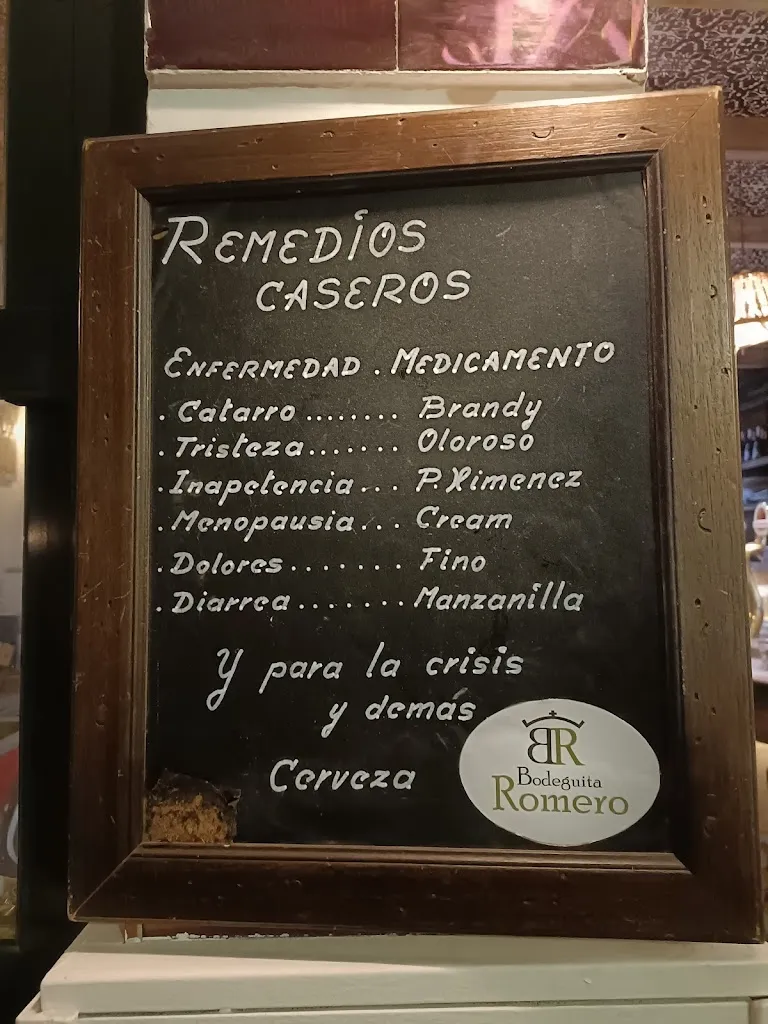 REMEDIOS
CASEROS
ENFERMEDAD . MEDICAMENTO
. Catarro ........ Brandy
. Tristeza ....... Oloroso
. Inapetencia ... P. Ximenez
. Menopausia ... Cream
. Dolores ....... Fino
. Diarrea ....... Manzanilla
Y para la crisis
y demás
Cerveza
BR
Bodeguita
Romero